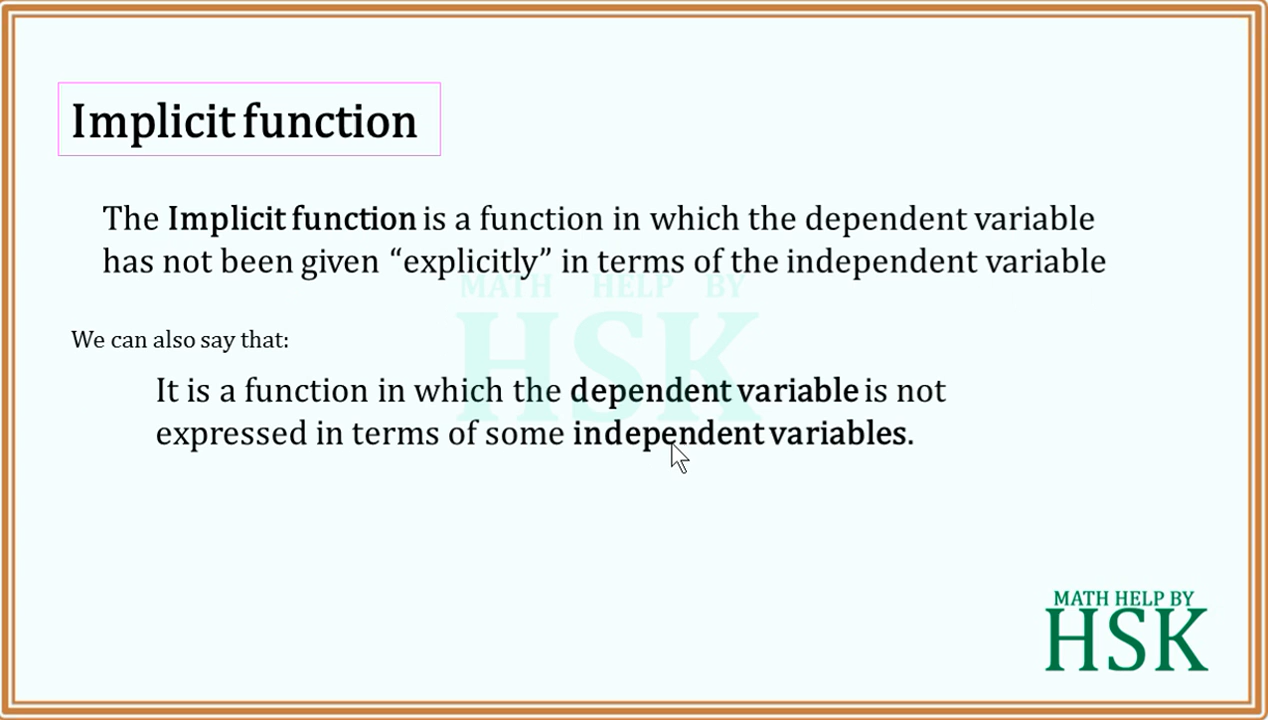 Implicit function
The Implicit function is a function in which the dependent variable
has not been given “explicitly” in terms of the independent variable
MATH HELP BY
HSK
We can also say that:
It is a function in which the dependent variable is not
expressed in terms of some independent variables.
MATH HELP BY
HSK